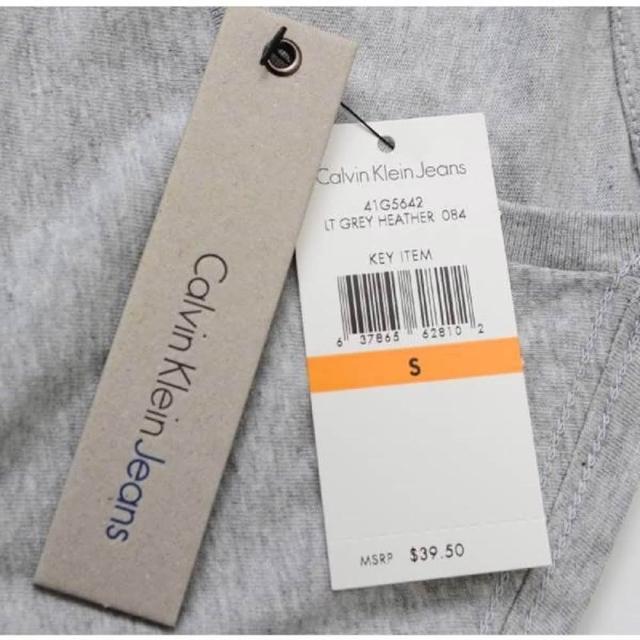 Calvin Klein Jeans
Calvin Klein Jeans
41G5642
LT GREY HEATHER 084
KEY ITEM
6 37865 62810 2
S
MSRP $39.50